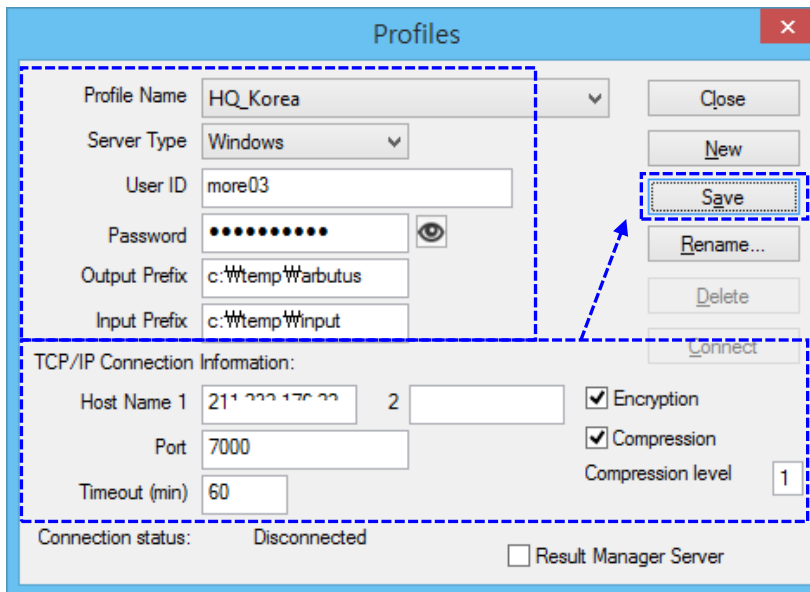 Profiles
Profile Name HQ_Korea Close
Server Type Windows New
User ID more03 Save
Password ●●●●●●●●●● Rename...
Output Prefix c:₩temp₩arbutus Delete
Input Prefix c:₩temp₩input Connect
TCP/IP Connection Information:
Host Name 1 2 Encryption
Port 7000 Compression
Compression level 1
Timeout (min) 60
Connection status: Disconnected
Result Manager Server